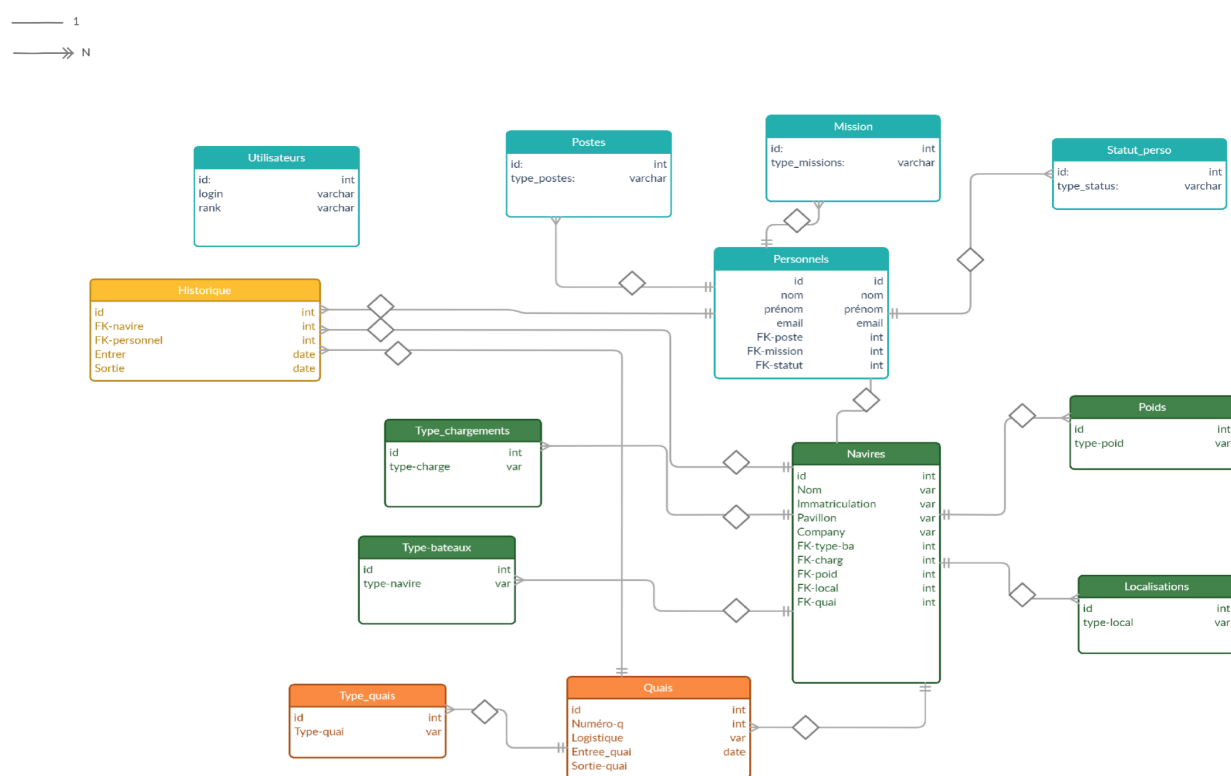 1
N
Utilisateurs
id: int
login varchar
rank varchar
Postes
id: int
type_postes: varchar
Mission
id: int
type_missions: varchar
Statut_perso
id: int
type_status: varchar
Historique
id int
FK-navire int
FK-personnel int
Entrer date
Sortie date
Personnels
id id
nom nom
prénom prénom
email email
FK-poste int
FK-mission int
FK-statut int
Type_chargements
id int
type-charge var
Navires
id int
Nom var
Immatriculation var
Pavillon var
Company var
FK-type-ba int
FK-charg int
FK-poid int
FK-local int
FK-quai int
Poids
id int
type-poid var
Type-bateaux
id int
type-navire var
Localisations
id int
type-local var
Type_quais
id int
Type-quai var
Quais
id int
Numéro-q int
Logistique var
Entree_quai date
Sortie-quai